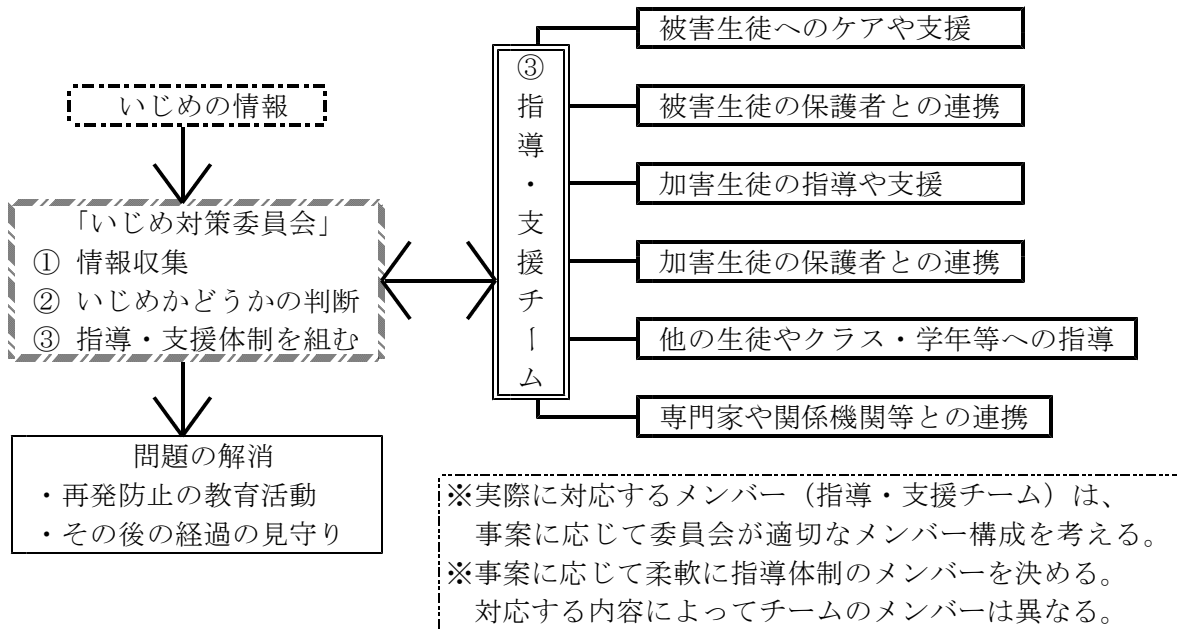 いじめの情報
「いじめ対策委員会」
① 情報収集
② いじめかどうかの判断
③ 指導・支援体制を組む
問題の解消
・再発防止の教育活動
・その後の経過の見守り
③指導・支援チーム
被害生徒へのケアや支援
被害生徒の保護者との連携
加害生徒の指導や支援
加害生徒の保護者との連携
他の生徒やクラス・学年等への指導
専門家や関係機関等との連携
※実際に対応するメンバー（指導・支援チーム）は、
事案に応じて委員会が適切なメンバー構成を考える。
※事案に応じて柔軟に指導体制のメンバーを決める。
対応する内容によってチームのメンバーは異なる。